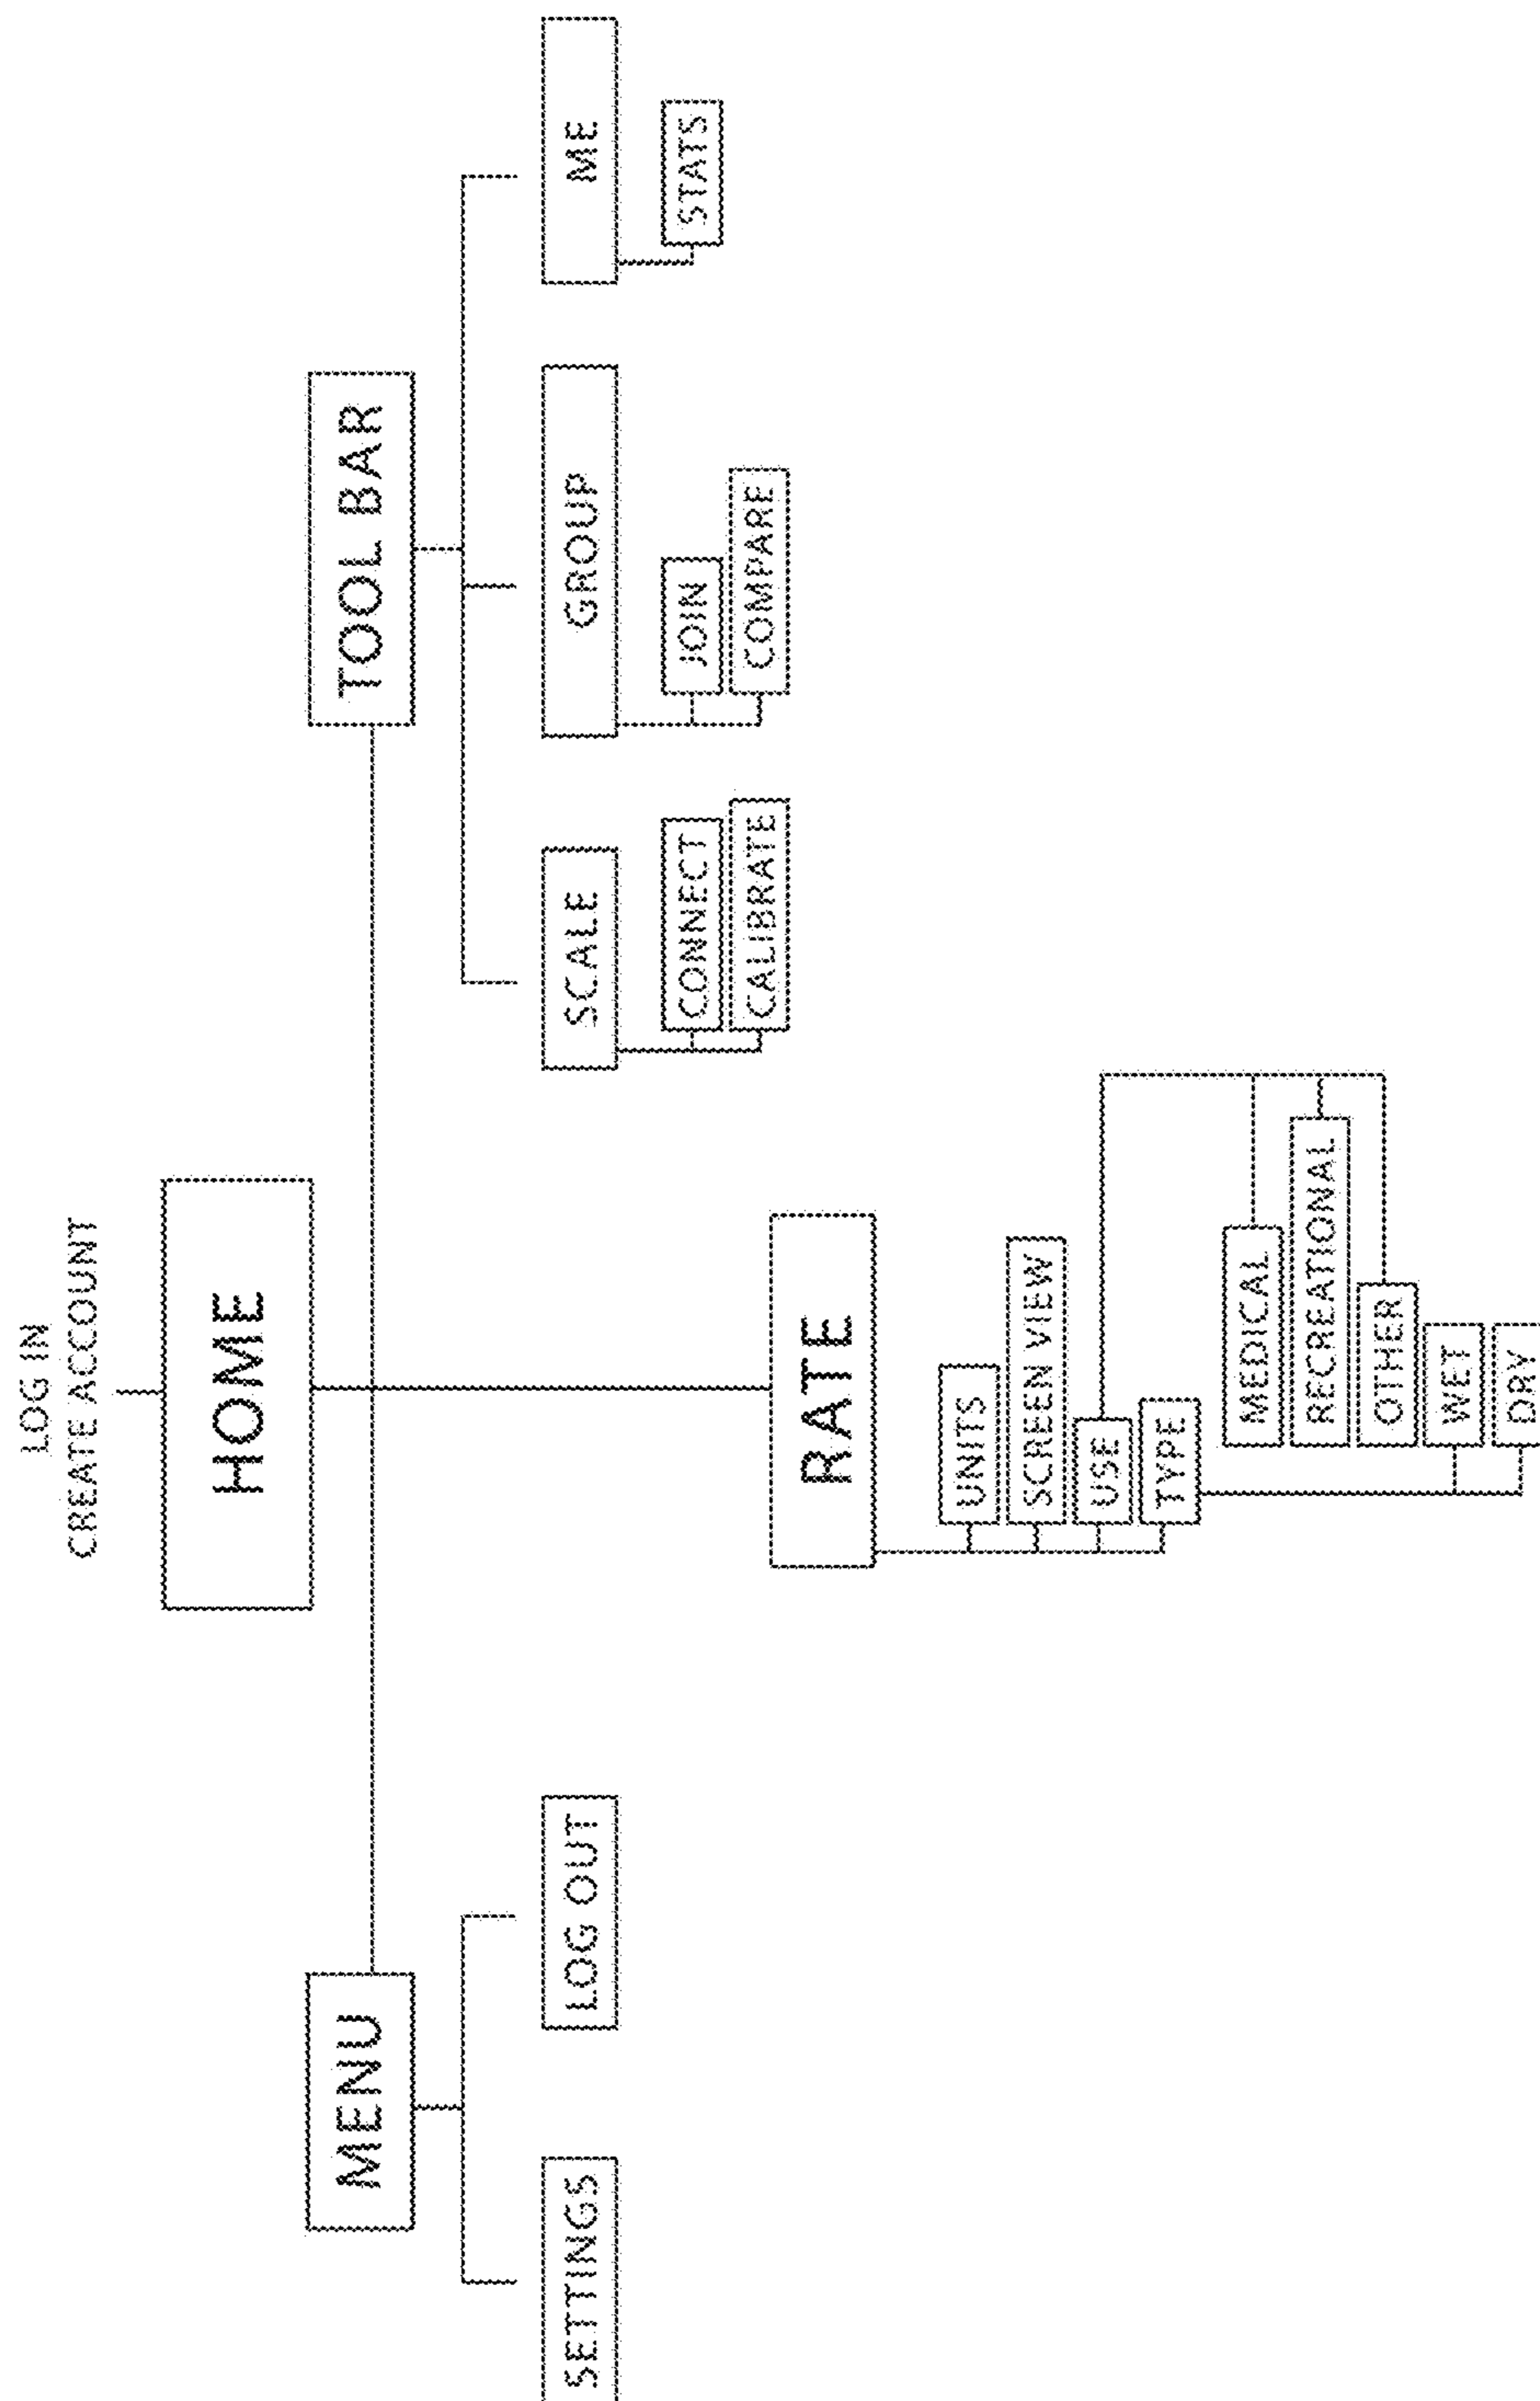 LOG IN
CREATE ACCOUNT
HOME
MENU
TOOL BAR
SETTINGS
LOG OUT
SCALE
GROUP
ME
CONNECT
CALIBRATE
JOIN
COMPARE
STATS
RATE
UNITS
SCREEN VIEW
USE
TYPE
MEDICAL
RECREATIONAL
OTHER
WET
DRY